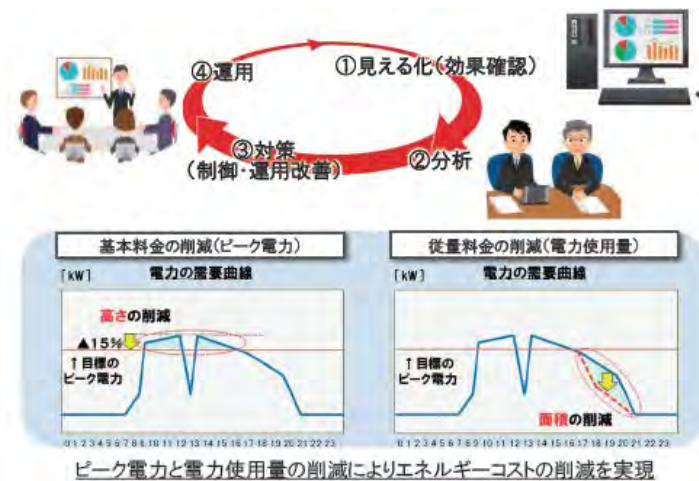 ④運用
①見える化(効果確認)
③対策
(制御・運用改善)
②分析
基本料金の削減(ピーク電力)
[kW]
電力の需要曲線
高さの削減
▲15%
↑目標の
ピーク電力
0 1 2 3 4 5 6 7 8 9 10 11 12 13 14 15 16 17 18 19 20 21 22 23
従量料金の削減(電力使用量)
[kW]
電力の需要曲線
↑目標の
ピーク電力
面積の削減
0 1 2 3 4 5 6 7 8 9 10 11 12 13 14 15 16 17 18 19 20 21 22 23
ピーク電力と電力使用量の削減によりエネルギーコストの削減を実現